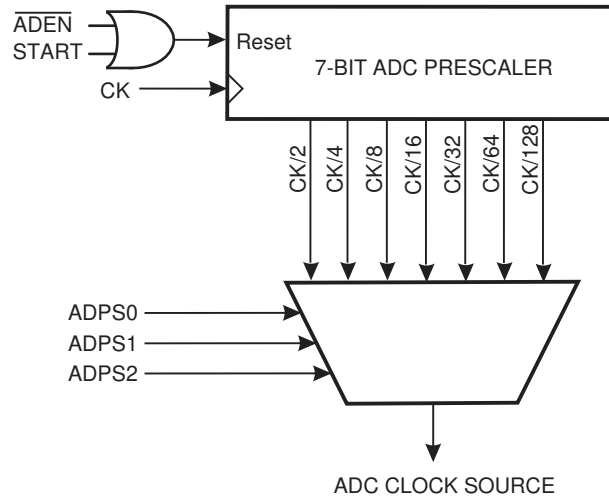 ADEN
START
Reset
7-BIT ADC PRESCALER
CK
CK/2
CK/4
CK/8
CK/16
CK/32
CK/64
CK/128
ADPS0
ADPS1
ADPS2
ADC CLOCK SOURCE